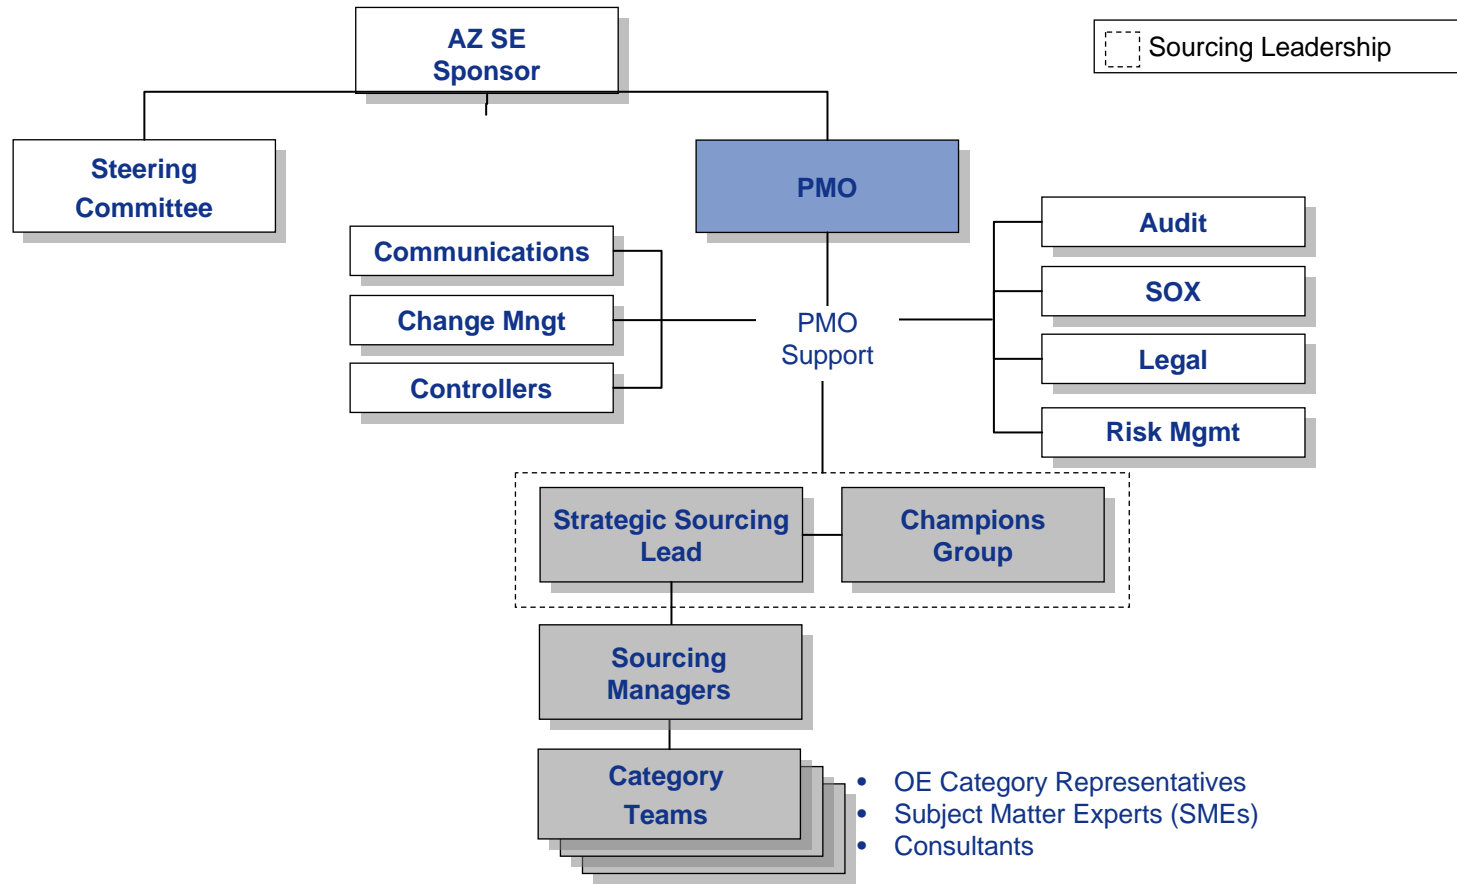 AZ SE
Sponsor
Sourcing Leadership
Steering
Committee
PMO
Communications
Change Mngt
Controllers
PMO
Support
Audit
SOX
Legal
Risk Mgmt
Strategic Sourcing
Lead
Champions
Group
Sourcing
Managers
Category
Teams
• OE Category Representatives
• Subject Matter Experts (SMEs)
• Consultants